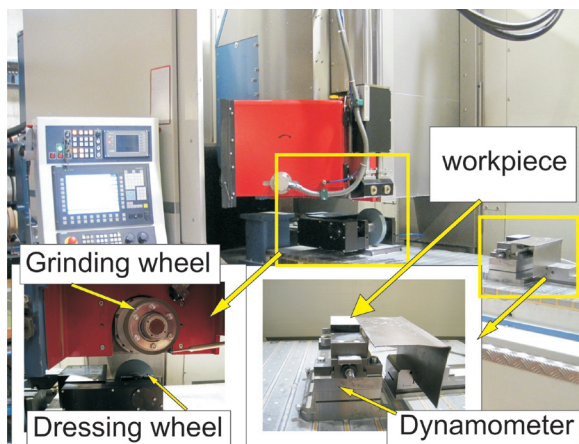 workpiece
Grinding wheel
Dressing wheel
Dynamometer